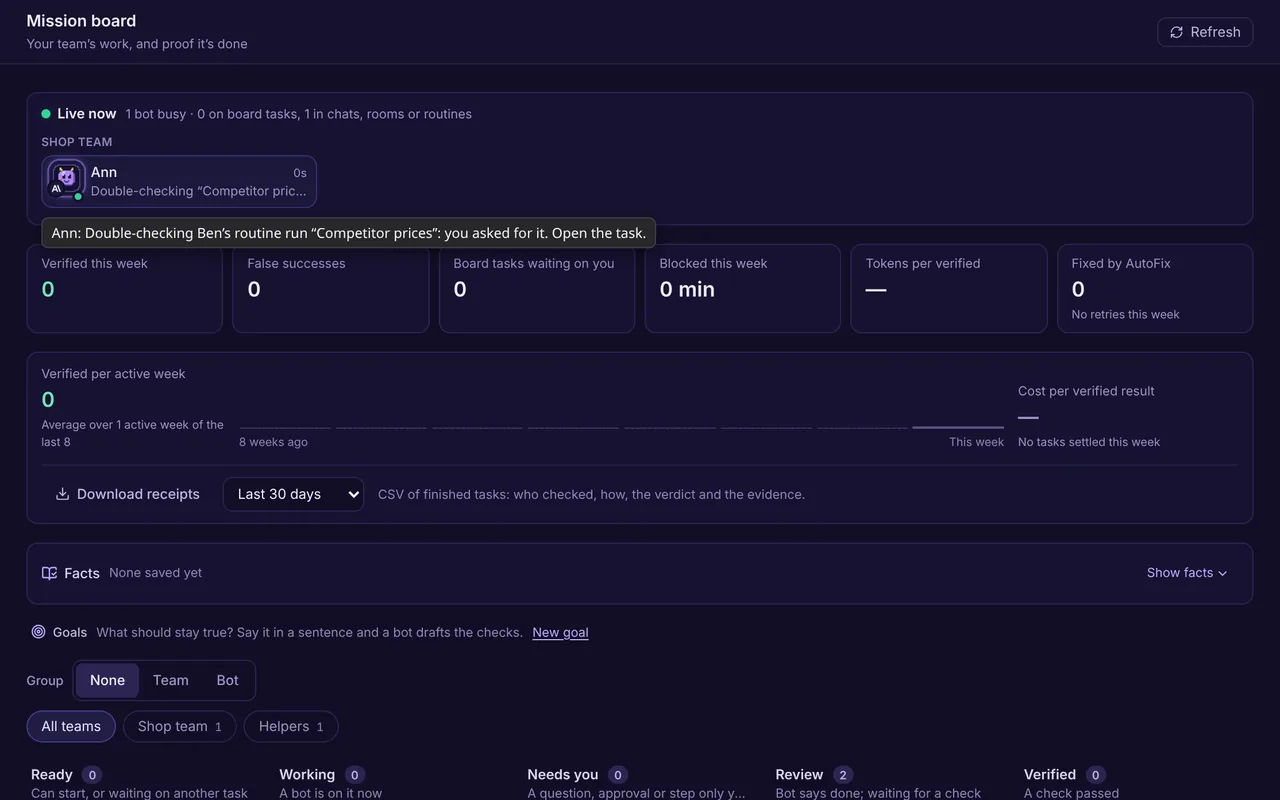 Mission board
Your team’s work, and proof it’s done
Refresh
Live now 1 bot busy · 0 on board tasks, 1 in chats, rooms or routines
SHOP TEAM
Ann 0s
Double-checking “Competitor pric...
Ann: Double-checking Ben’s routine run “Competitor prices”: you asked for it. Open the task.
Verified this week
0
False successes
0
Board tasks waiting on you
0
Blocked this week
0 min
Tokens per verified
—
Fixed by AutoFix
0
No retries this week
Verified per active week
0
Average over 1 active week of the
last 8
8 weeks ago
This week
Cost per verified result
—
No tasks settled this week
Download receipts Last 30 days CSV of finished tasks: who checked, how, the verdict and the evidence.
Facts None saved yet Show facts
Goals What should stay true? Say it in a sentence and a bot drafts the checks. New goal
Group None Team Bot
All teams Shop team 1 Helpers 1
Ready 0
Can start, or waiting on another task
Working 0
A bot is on it now
Needs you 0
A question, approval or step only y...
Review 2
Bot says done; waiting for a check
Verified 0
A check passed